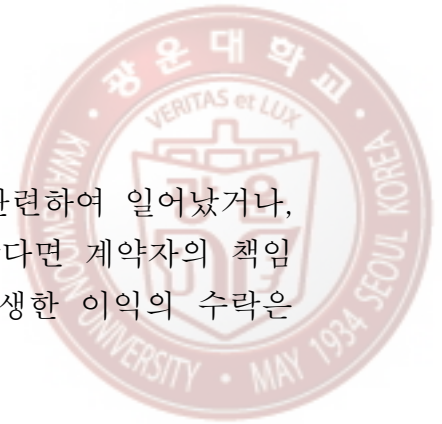 광운대학교
VERITAS et LUX
KWANGWOON UNIVERSITY • MAY 1934 SEOUL KOREA
관련하여 일어났거나,
다면 계약자의 책임
생한 이익의 수락은